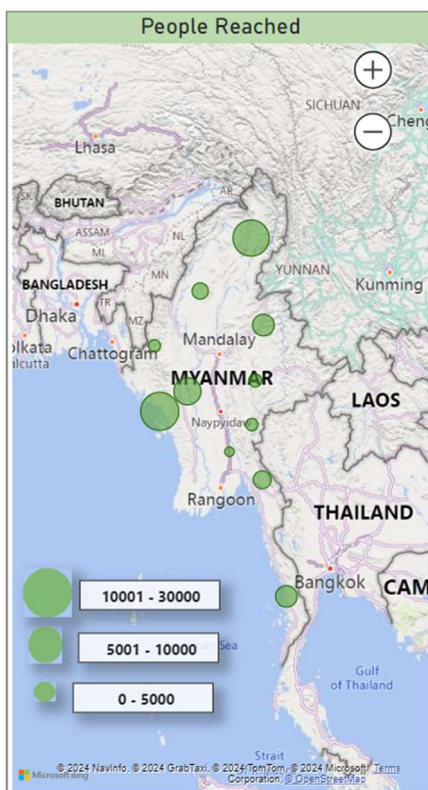 People Reached
SICHUAN
Cheng
Lhasa
SK
BHUTAN
AR
ASSAM
NL
ML
YUNNAN
MN
BANGLADESH
TR
Kunming
Dhaka
MZ
Mandalay
olkata
Chattogram
alcutta
MYANMAR
LAOS
Naypyidaw
Rangoon
THAILAND
Bangkok
CAM
10001 - 30000
5001 - 10000
an Sea
Gulf
of Thailand
0 - 5000
Strait
© 2024 NavInfo, © 2024 GrabTaxi, © 2024 TomTom, © 2024 Microsoft Terms
Microsoft Bing
Corporation, © OpenStreetMap